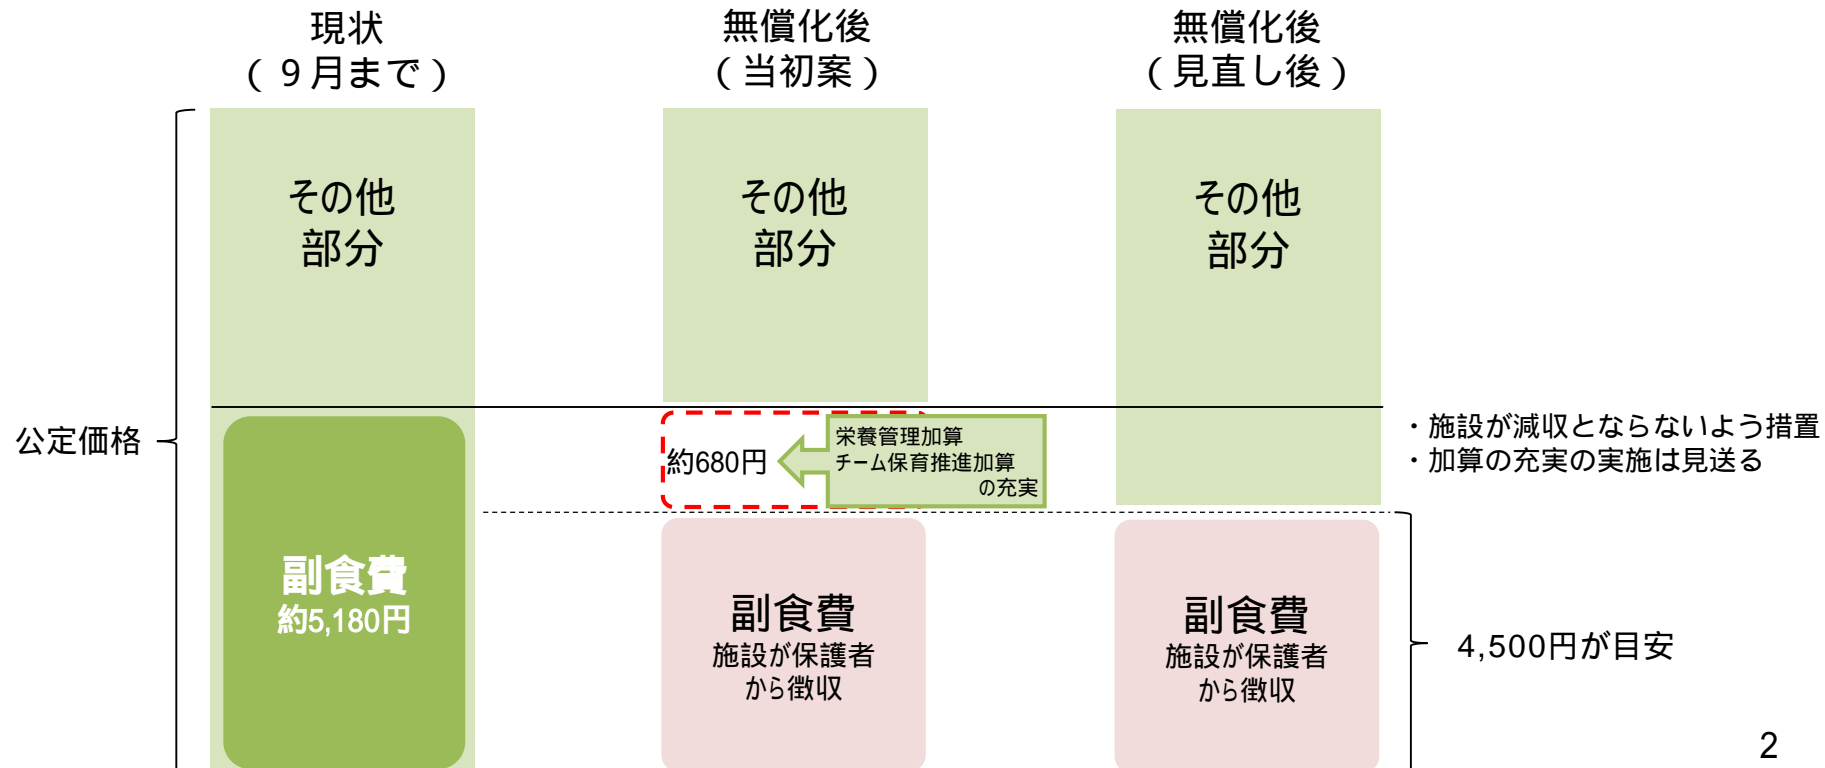 現状
（９月まで）
無償化後
（当初案）
無償化後
（見直し後）
その他
部分
その他
部分
その他
部分
公定価格
副食費
約5,180円
約680円
栄養管理加算
チーム保育推進加算
の充実
副食費
施設が保護者
から徴収
副食費
施設が保護者
から徴収
・施設が減収とならないよう措置
・加算の充実の実施は見送る
4,500円が目安
2